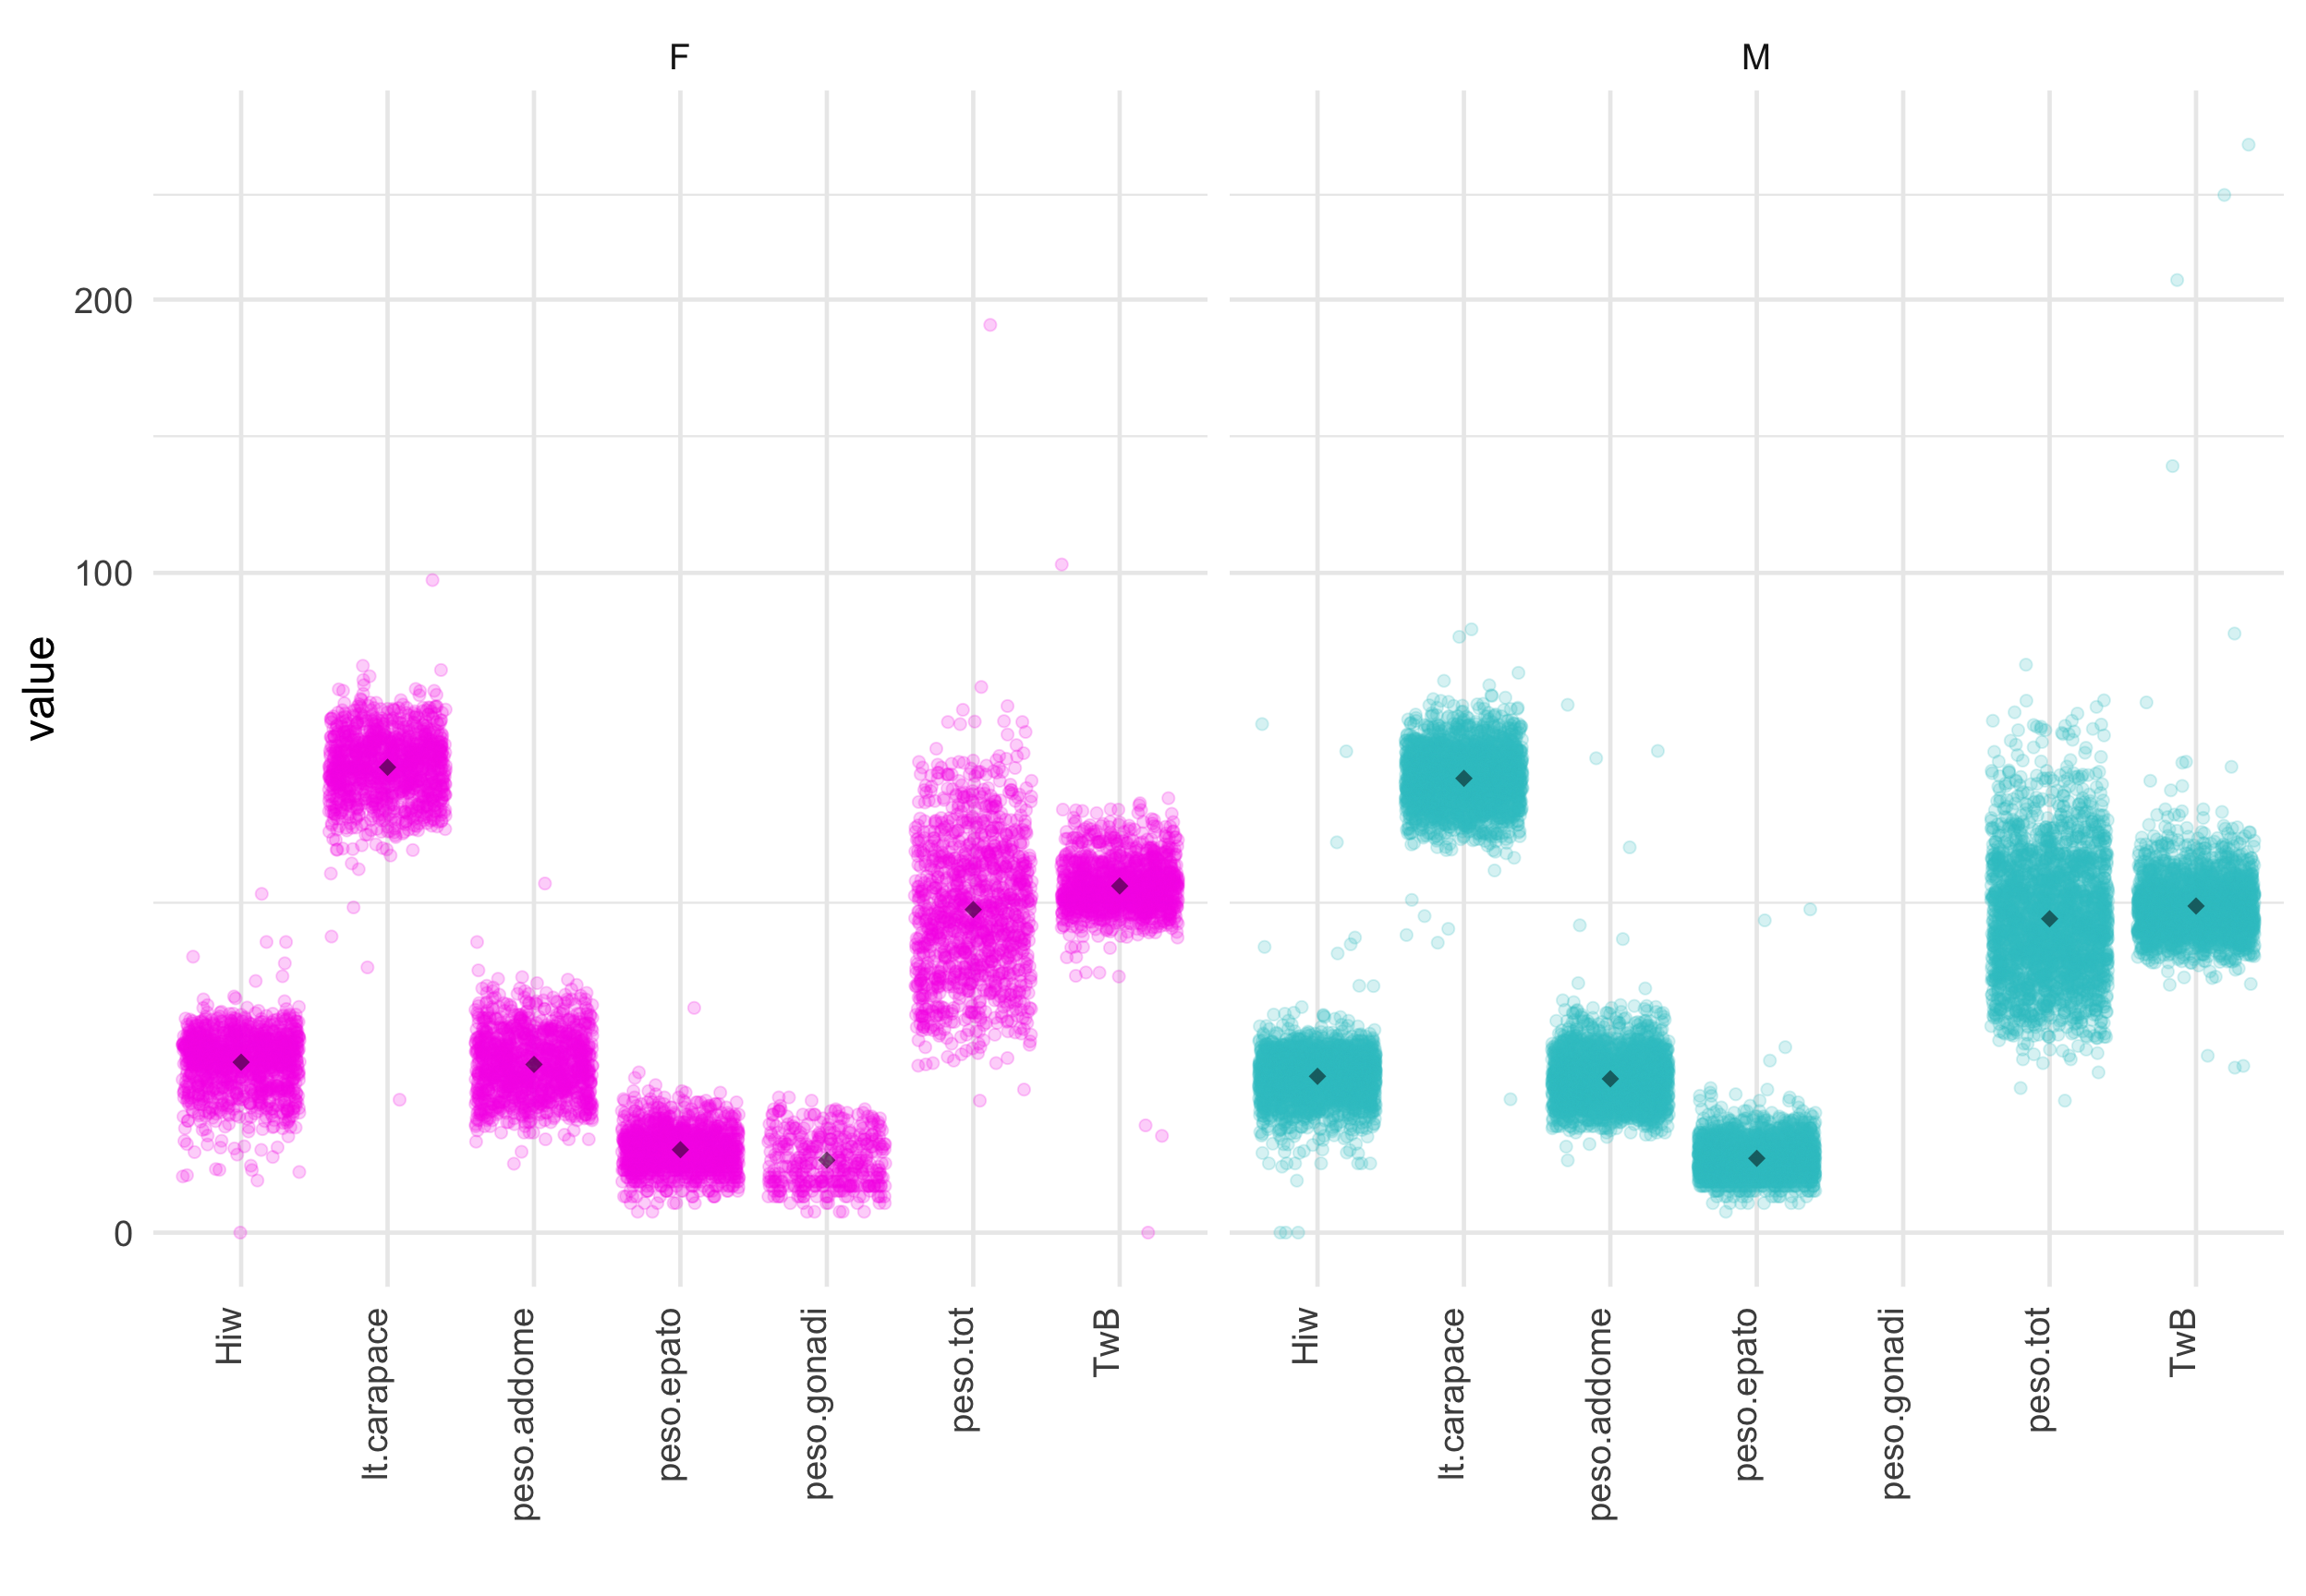 F
M
value
200
100
0
Hiw
lt.carapace
peso.addome
peso.epato
peso.gonadi
peso.tot
TwB
Hiw
lt.carapace
peso.addome
peso.epato
peso.gonadi
peso.tot
TwB